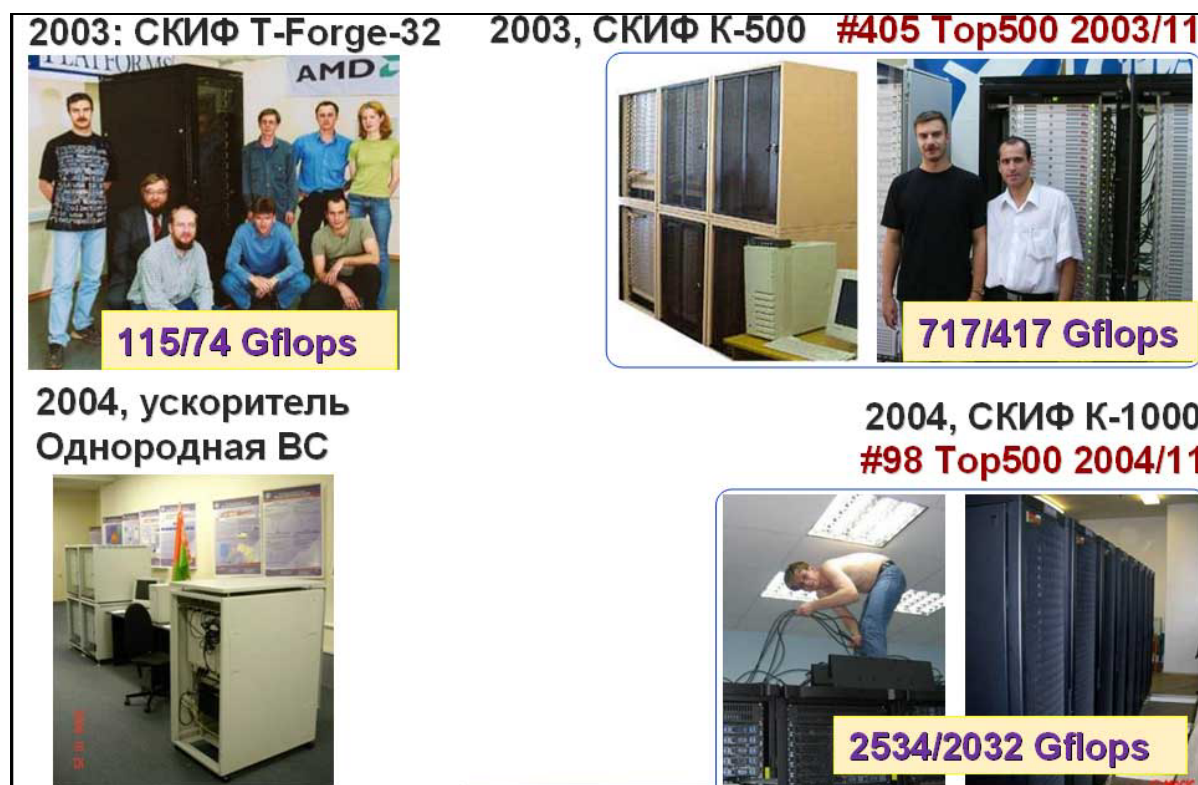 2003: СКИФ T-Forge-32
2003, СКИФ К-500 #405 Top500 2003/11
PLATFORMS
AMD
115/74 Gflops
717/417 Gflops
2004, ускоритель
Однородная ВС
2004, СКИФ К-1000
#98 Top500 2004/11
2534/2032 Gflops